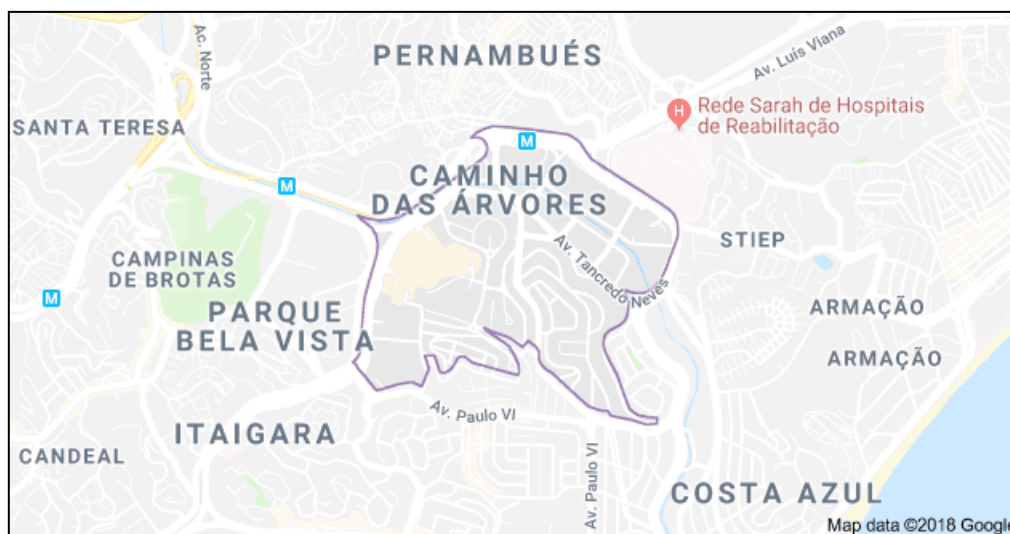 Ac. Norte
PERNAMBUÉS
Av. Luís Viana
Rede Sarah de Hospitais
de Reabilitação
H
SANTA TERESA
M
CAMINHO
DAS ÁRVORES
M
STIEP
Av. Tancredo Neves
CAMPINAS
DE BROTAS
M
PARQUE
BELA VISTA
ARMAÇÃO
ARMAÇÃO
Av. Paulo VI
ITAIGARA
CANDEAL
Av. Paulo VI
COSTA AZUL
Map data ©2018 Google